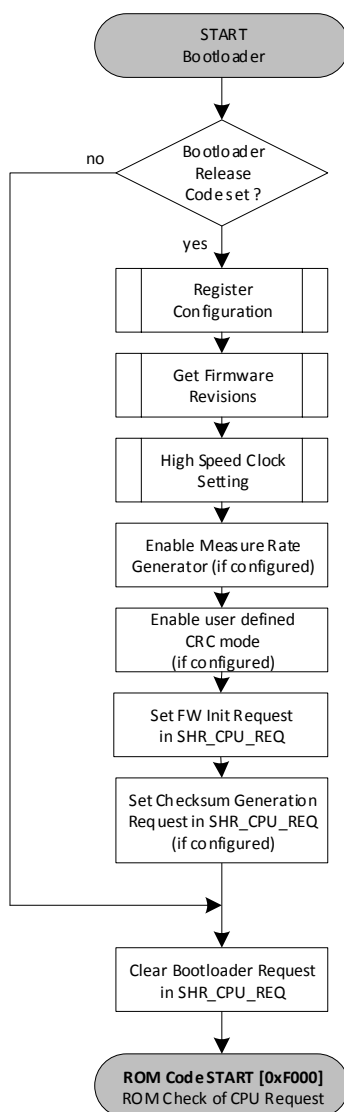 START
Bootloader
no
Bootloader
Release
Code set ?
yes
Register
Configuration
Get Firmware
Revisions
High Speed Clock
Setting
Enable Measure Rate
Generator (if configured)
Enable user defined
CRC mode
(if configured)
Set FW Init Request
in SHR_CPU_REQ
Set Checksum Generation
Request in SHR_CPU_REQ
(if configured)
Clear Bootloader Request
in SHR_CPU_REQ
ROM Code START [0xF000]
ROM Check of CPU Request